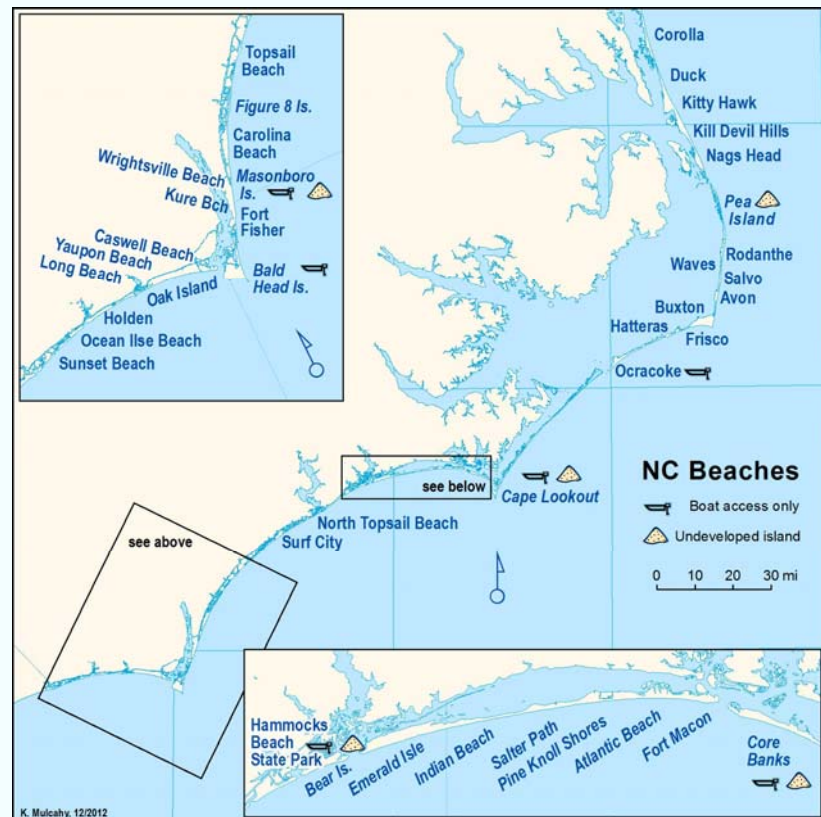 Topsail
Beach
Figure 8 Is.
Carolina
Beach
Wrightsville Beach
Masonboro
Is.
Kure Bch
Fort
Fisher
Caswell Beach
Yaupon Beach
Long Beach
Bald
Head Is.
Oak Island
Holden
Ocean Ilse Beach
Sunset Beach
Corolla
Duck
Kitty Hawk
Kill Devil Hills
Nags Head
Pea
Island
Rodanthe
Waves
Salvo
Avon
Buxton
Hatteras
Frisco
Ocracoke
see below
Cape Lookout
North Topsail Beach
Surf City
see above
NC Beaches
Boat access only
Undeveloped island
0 10 20 30 mi
Hammocks
Beach
State Park
Bear Is.
Emerald Isle
Indian Beach
Salter Path
Pine Knoll Shores
Atlantic Beach
Fort Macon
Core
Banks
K. Mulcahy, 12/2012